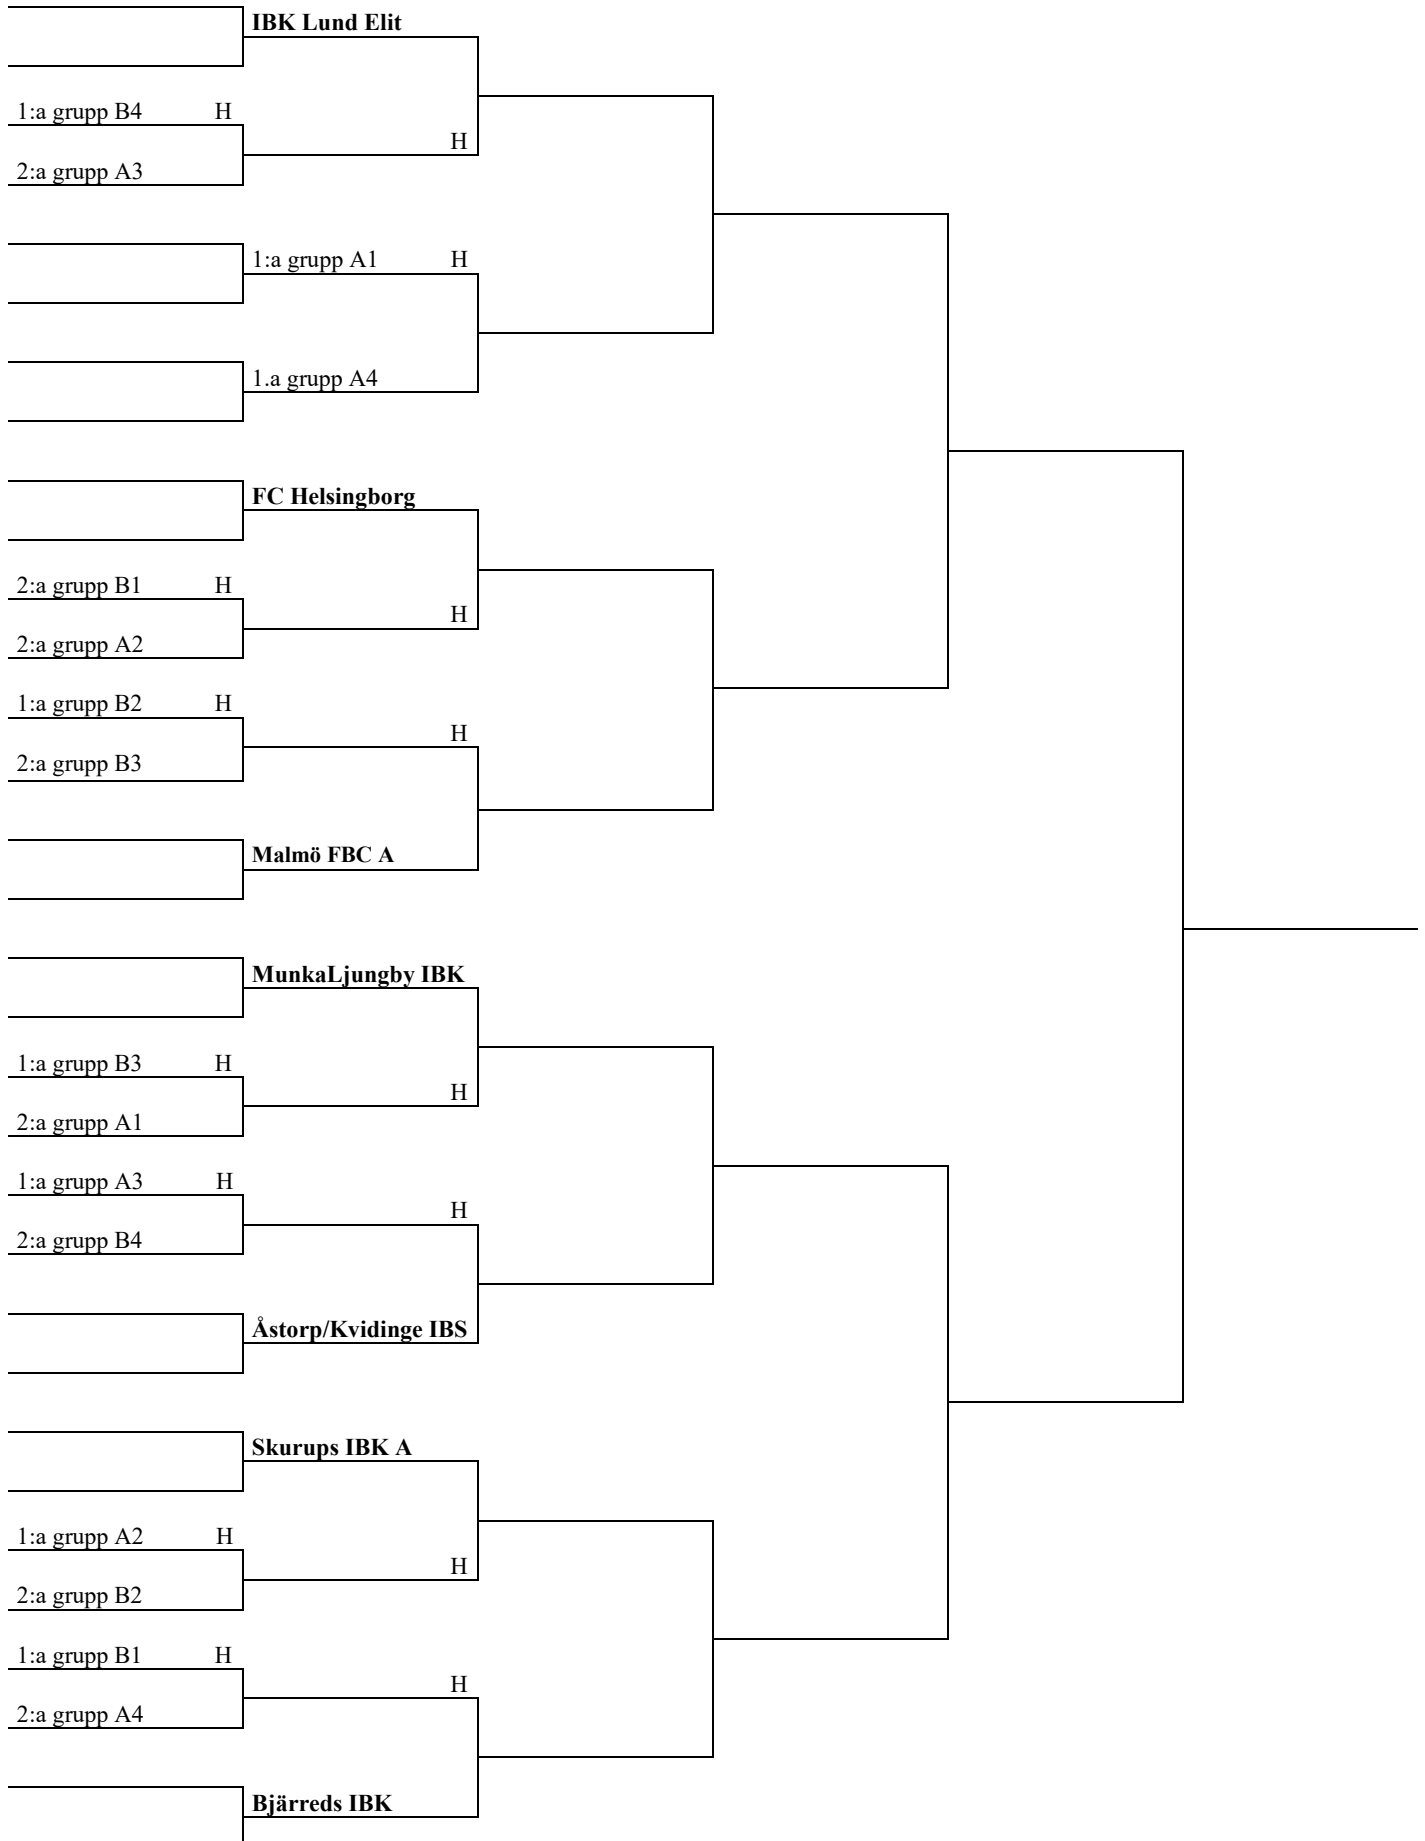 IBK Lund Elit
1:a grupp B4 H
H
2:a grupp A3
1:a grupp A1 H
1.a grupp A4
FC Helsingborg
2:a grupp B1 H
H
2:a grupp A2
1:a grupp B2 H
H
2:a grupp B3
Malmö FBC A
MunkaLjungby IBK
1:a grupp B3 H
H
2:a grupp A1
1:a grupp A3 H
H
2:a grupp B4
Åstorp/Kvidinge IBS
Skurups IBK A
1:a grupp A2 H
H
2:a grupp B2
1:a grupp B1 H
H
2:a grupp A4
Bjärreds IBK